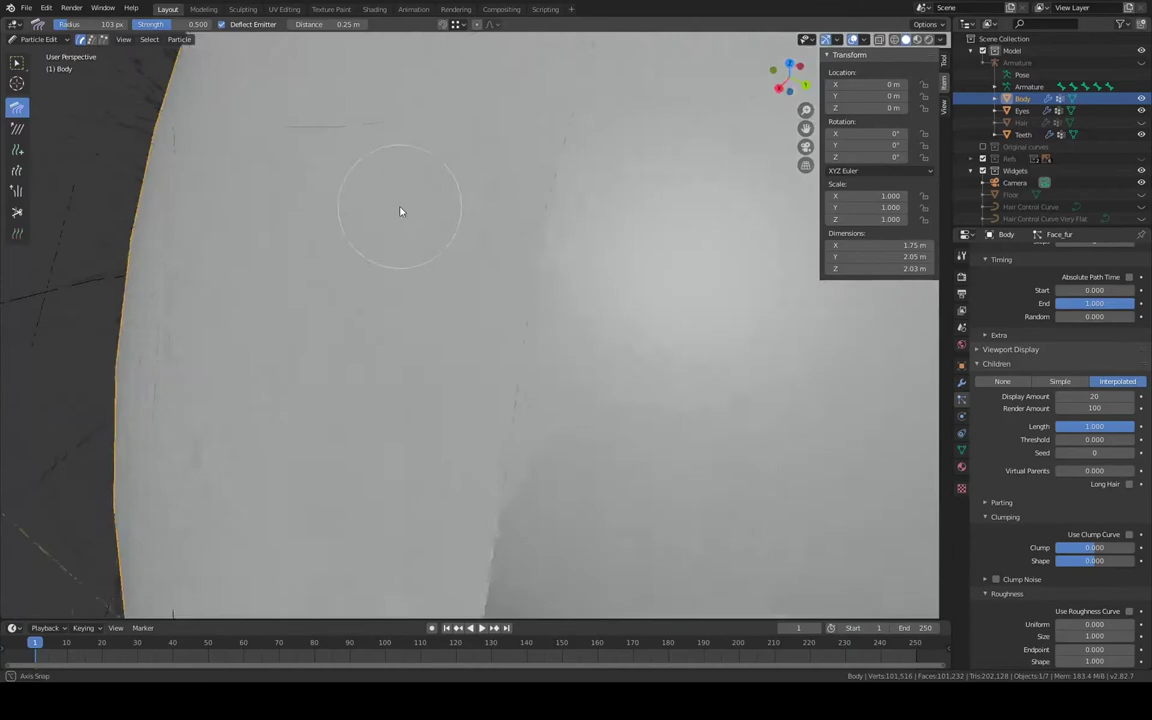 File Edit Render Window Help Layout Modeling Sculpting UV Editing Texture Paint Shading Animation Rendering Compositing Scripting + Scene View Layer
Radius 103 px Strength 0.500 Deflect Emitter Distance 0.25 m Options
Particle Edit View Select Particle
User Perspective
(1) Body
Transform
Location:
X 0 m
Y 0 m
Z 0 m
Rotation:
X 0°
Y 0°
Z 0°
XYZ Euler
Scale:
X 1.000
Y 1.000
Z 1.000
Dimensions:
X 1.75 m
Y 2.05 m
Z 2.03 m
Tool
Item
View
Scene Collection
Model
Armature
Pose
Armature
Body
Eyes
Hair
Teeth
Original curves
Refs
Widgets
Camera
Floor
Hair Control Curve
Hair Control Curve Very Flat
Body Face_fur
Timing
Absolute Path Time
Start 0.000
End 1.000
Random 0.000
Extra
Viewport Display
Children
None Simple Interpolated
Display Amount 20
Render Amount 100
Length 1.000
Threshold 0.000
Seed 0
Virtual Parents 0.000
Long Hair
Parting
Clumping
Use Clump Curve
Clump 0.000
Shape 0.000
Clump Noise
Roughness
Use Roughness Curve
Uniform 0.000
Size 1.000
Endpoint 0.000
Shape 1.000
Playback Keying View Marker 1 Start 1 End 250
1 10 20 30 40 50 60 70 80 90 100 110 120 130 140 150 160 170 180 190 200 210 220 230 240 250
Axis Snap Body | Verts:101,516 | Faces:101,232 | Tris:202,128 | Objects:1/7 | Mem: 183.4 MiB | v2.82.7